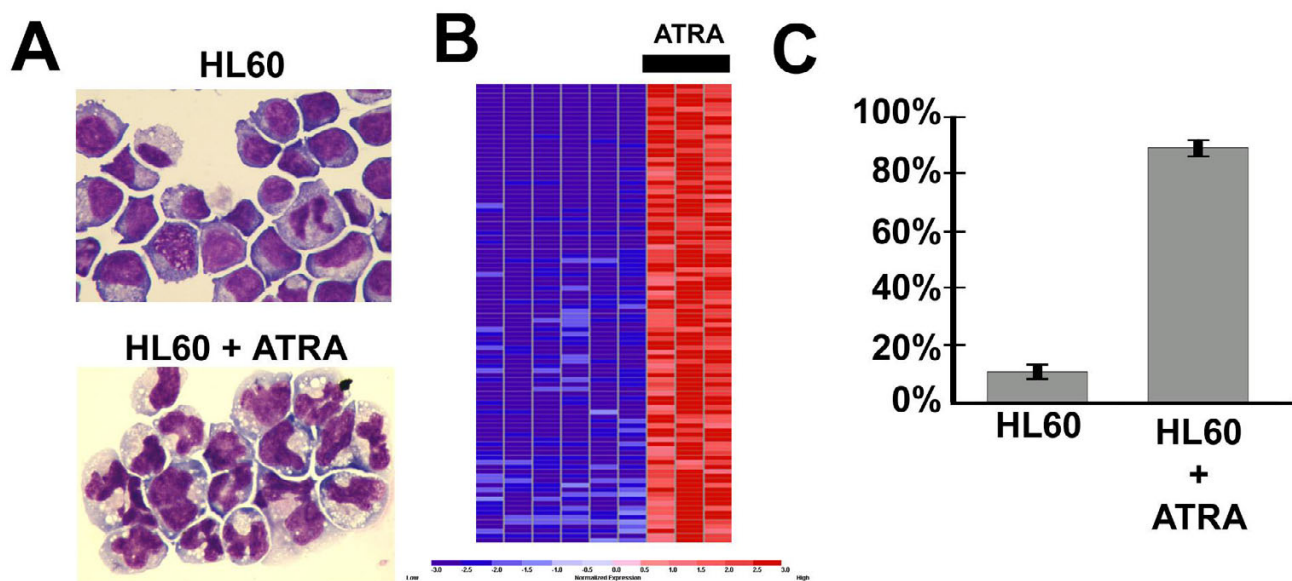 A
HL60
HL60 + ATRA
B
ATRA
Low
-3.0 -2.5 -2.0 -1.5 -1.0 -0.5 0.0 0.5 1.0 1.5 2.0 2.5 3.0
Normalized Expression
High
C
100%
80%
60%
40%
20%
0%
HL60
HL60
+
ATRA